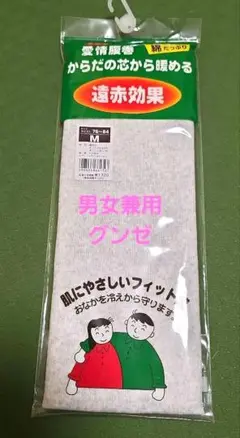 愛情腹巻
綿たっぷり
からだの芯から暖める
遠赤効果
76~84
M
男女兼用
グンゼ
肌にやさしいフィット
おなかを冷えから守ります